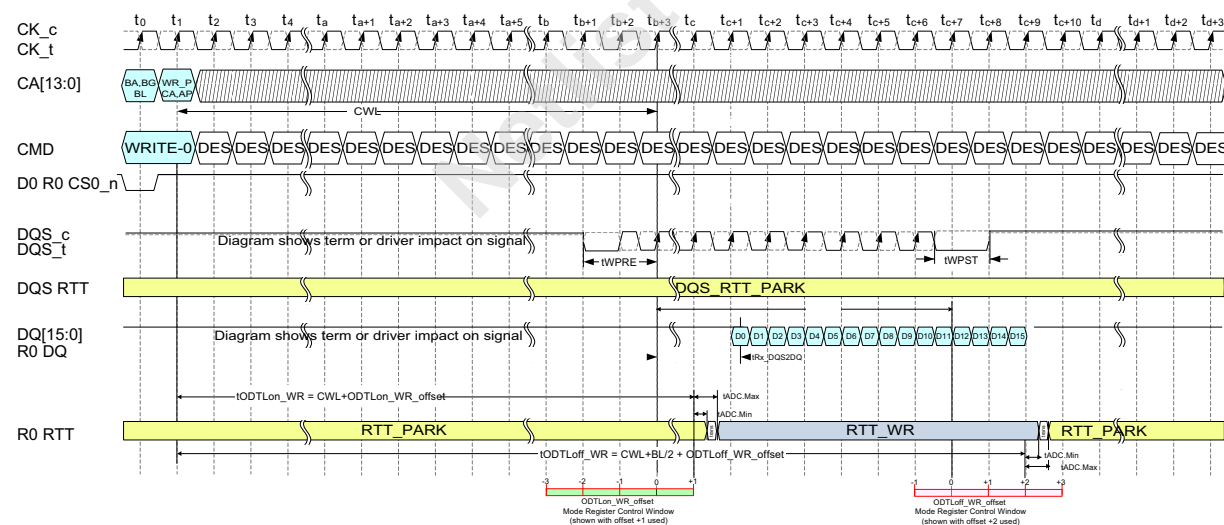 t0 t1 t2 t3 t4 ta ta+1 ta+2 ta+3 ta+4 ta+5 tb tb+1 tb+2 tb+3 tc tc+1 tc+2 tc+3 tc+4 tc+5 tc+6 tc+7 tc+8 tc+9 tc+10 td td+1 td+2 td+3
CK_c
CK_t
CA[13:0]
BA,BG
BL
WR_P
CA,AP
CWL
CMD
WRITE-0 DES DES DES DES DES DES DES DES DES DES DES DES DES DES DES DES DES DES DES DES DES DES DES DES DES DES DES DES
D0 R0 CS0_n
DQS_c
DQS_t
Diagram shows term or driver impact on signal
tWPRE
tWPST
DQS RTT
DQS_RTT_PARK
DQ[15:0]
R0 DQ
Diagram shows term or driver impact on signal
D0 D1 D2 D3 D4 D5 D6 D7 D8 D9 D10 D11 D12 D13 D14 D15
tRx_DQS2DQ
tODTLon_WR = CWL+ODTLon_WR_offset
tADC.Max
tADC.Min
R0 RTT
RTT_PARK
RTT_WR
RTT_PARK
tODTLoff_WR = CWL+BL/2 + ODTLoff_WR_offset
tADC.Min
tADC.Max
-3 -2 -1 0 +1
ODTLon_WR_offset
Mode Register Control Window
(shown with offset +1 used)
-1 0 +1 +2 +3
ODTLoff_WR_offset
Mode Register Control Window
(shown with offset +2 used)
Netlist